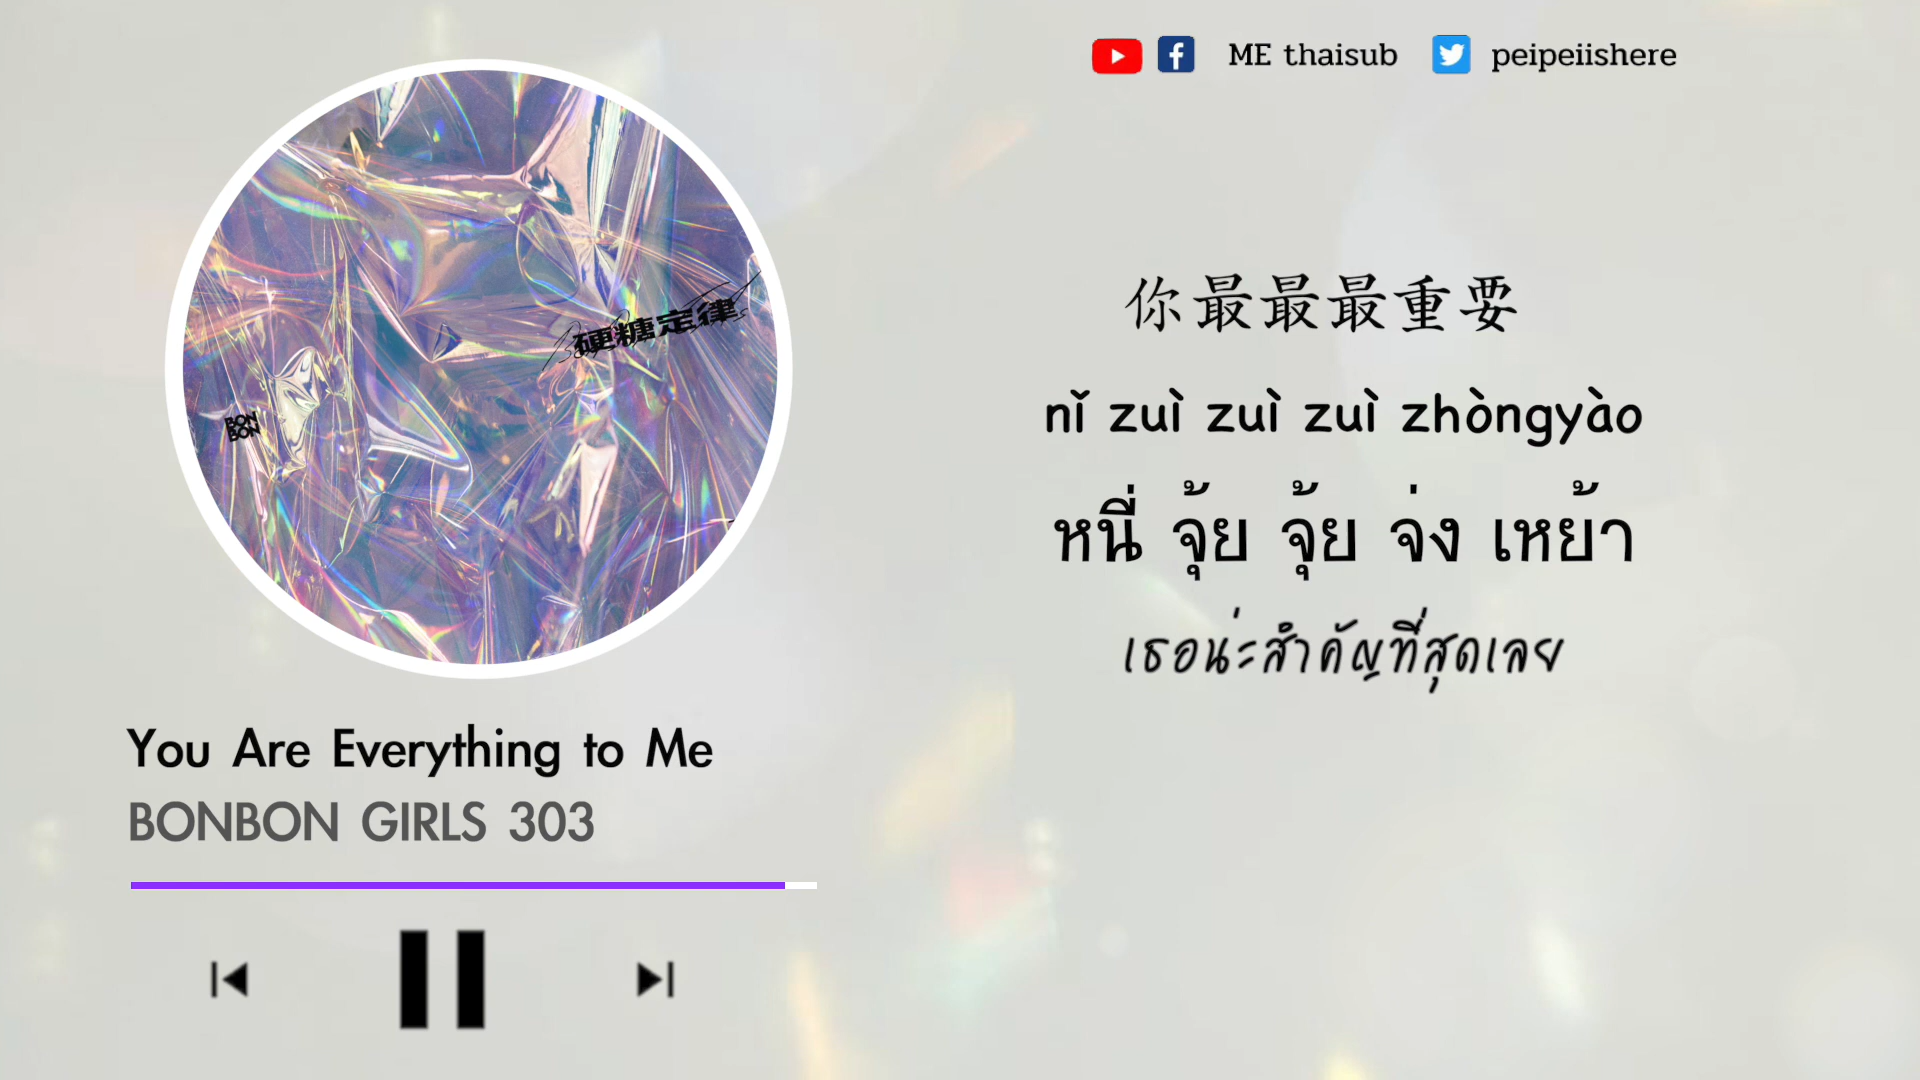 ME thaisub peipeiishere
硬糖定律
BON
BON
你最最最重要
nǐ zuì zuì zuì zhòngyào
หนี่ จุ้ย จุ้ย จ่ง เหย้า
เธอน่ะสำคัญที่สุดเลย
You Are Everything to Me
BONBON GIRLS 303